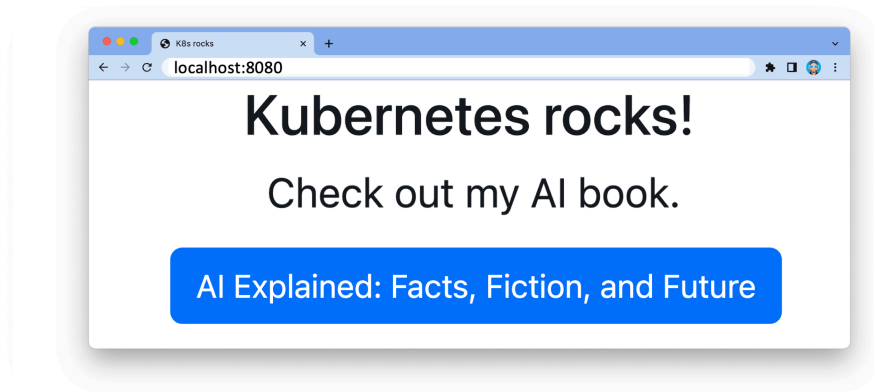 K8s rocks
localhost:8080
Kubernetes rocks!
Check out my AI book.
AI Explained: Facts, Fiction, and Future